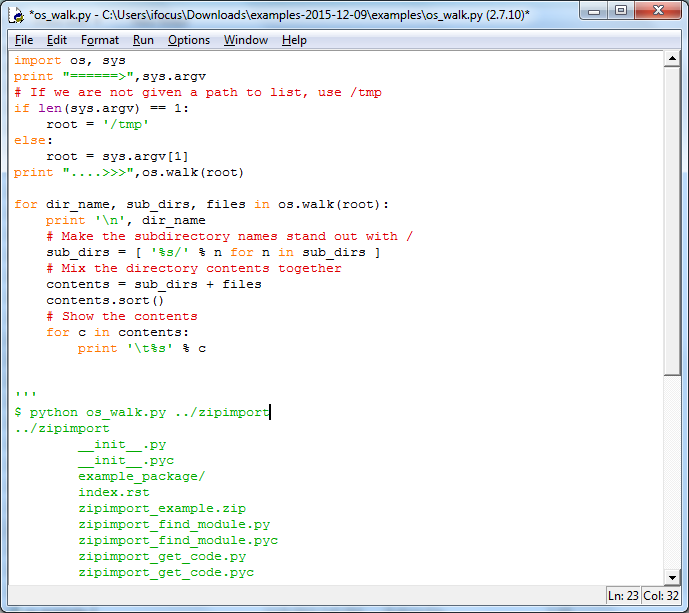 *os_walk.py - C:\Users\ifocus\Downloads\examples-2015-12-09\examples\os_walk.py (2.7.10)*
File Edit Format Run Options Window Help
import os, sys
print "======>",sys.argv
# If we are not given a path to list, use /tmp
if len(sys.argv) == 1:
    root = '/tmp'
else:
    root = sys.argv[1]
print "....>>>",os.walk(root)

for dir_name, sub_dirs, files in os.walk(root):
    print '\n', dir_name
    # Make the subdirectory names stand out with /
    sub_dirs = [ '%s/' % n for n in sub_dirs ]
    # Mix the directory contents together
    contents = sub_dirs + files
    contents.sort()
    # Show the contents
    for c in contents:
        print '\t%s' % c

'''
$ python os_walk.py ../zipimport
../zipimport
        __init__.py
        __init__.pyc
        example_package/
        index.rst
        zipimport_example.zip
        zipimport_find_module.py
        zipimport_find_module.pyc
        zipimport_get_code.py
        zipimport_get_code.pyc
Ln: 23 Col: 32